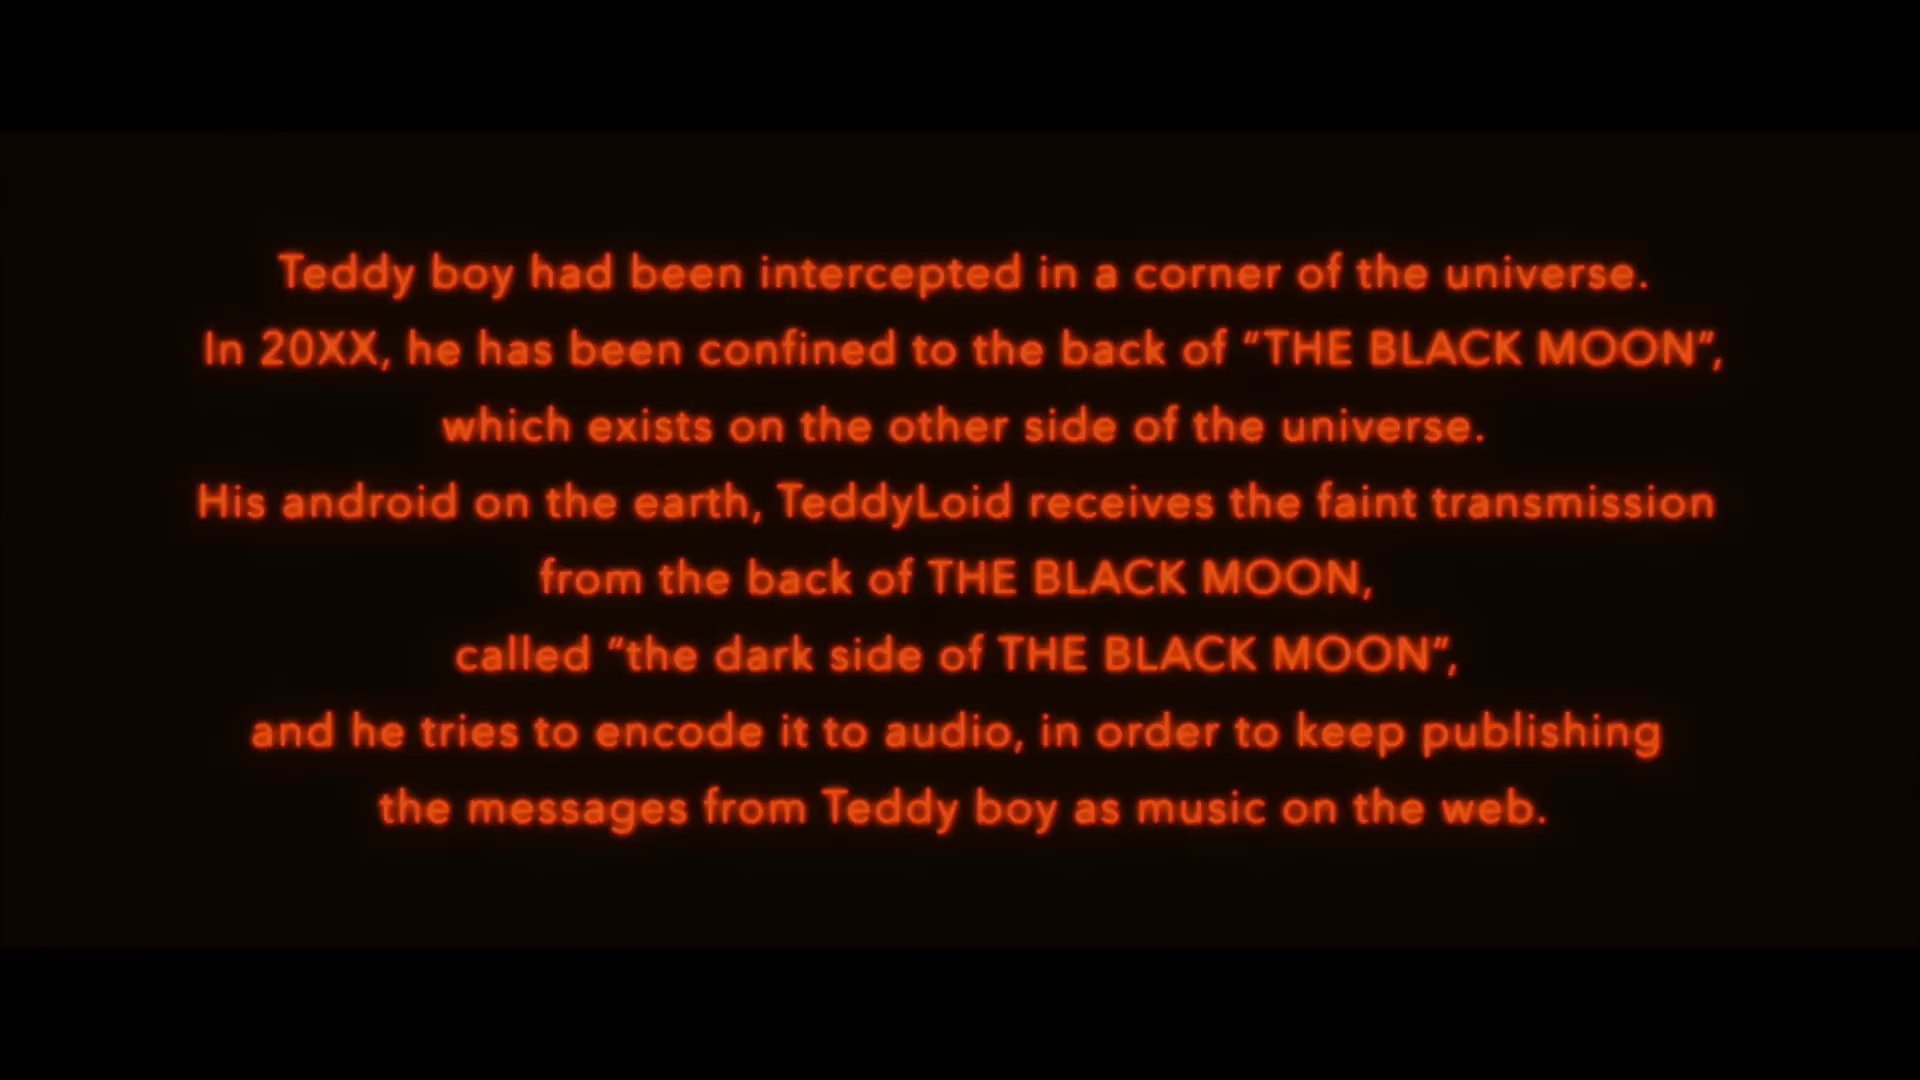 Teddy boy had been intercepted in a corner of the universe.
In 20XX, he has been confined to the back of “THE BLACK MOON”,
which exists on the other side of the universe.
His android on the earth, TeddyLoid receives the faint transmission
from the back of THE BLACK MOON,
called “the dark side of THE BLACK MOON”,
and he tries to encode it to audio, in order to keep publishing
the messages from Teddy boy as music on the web.